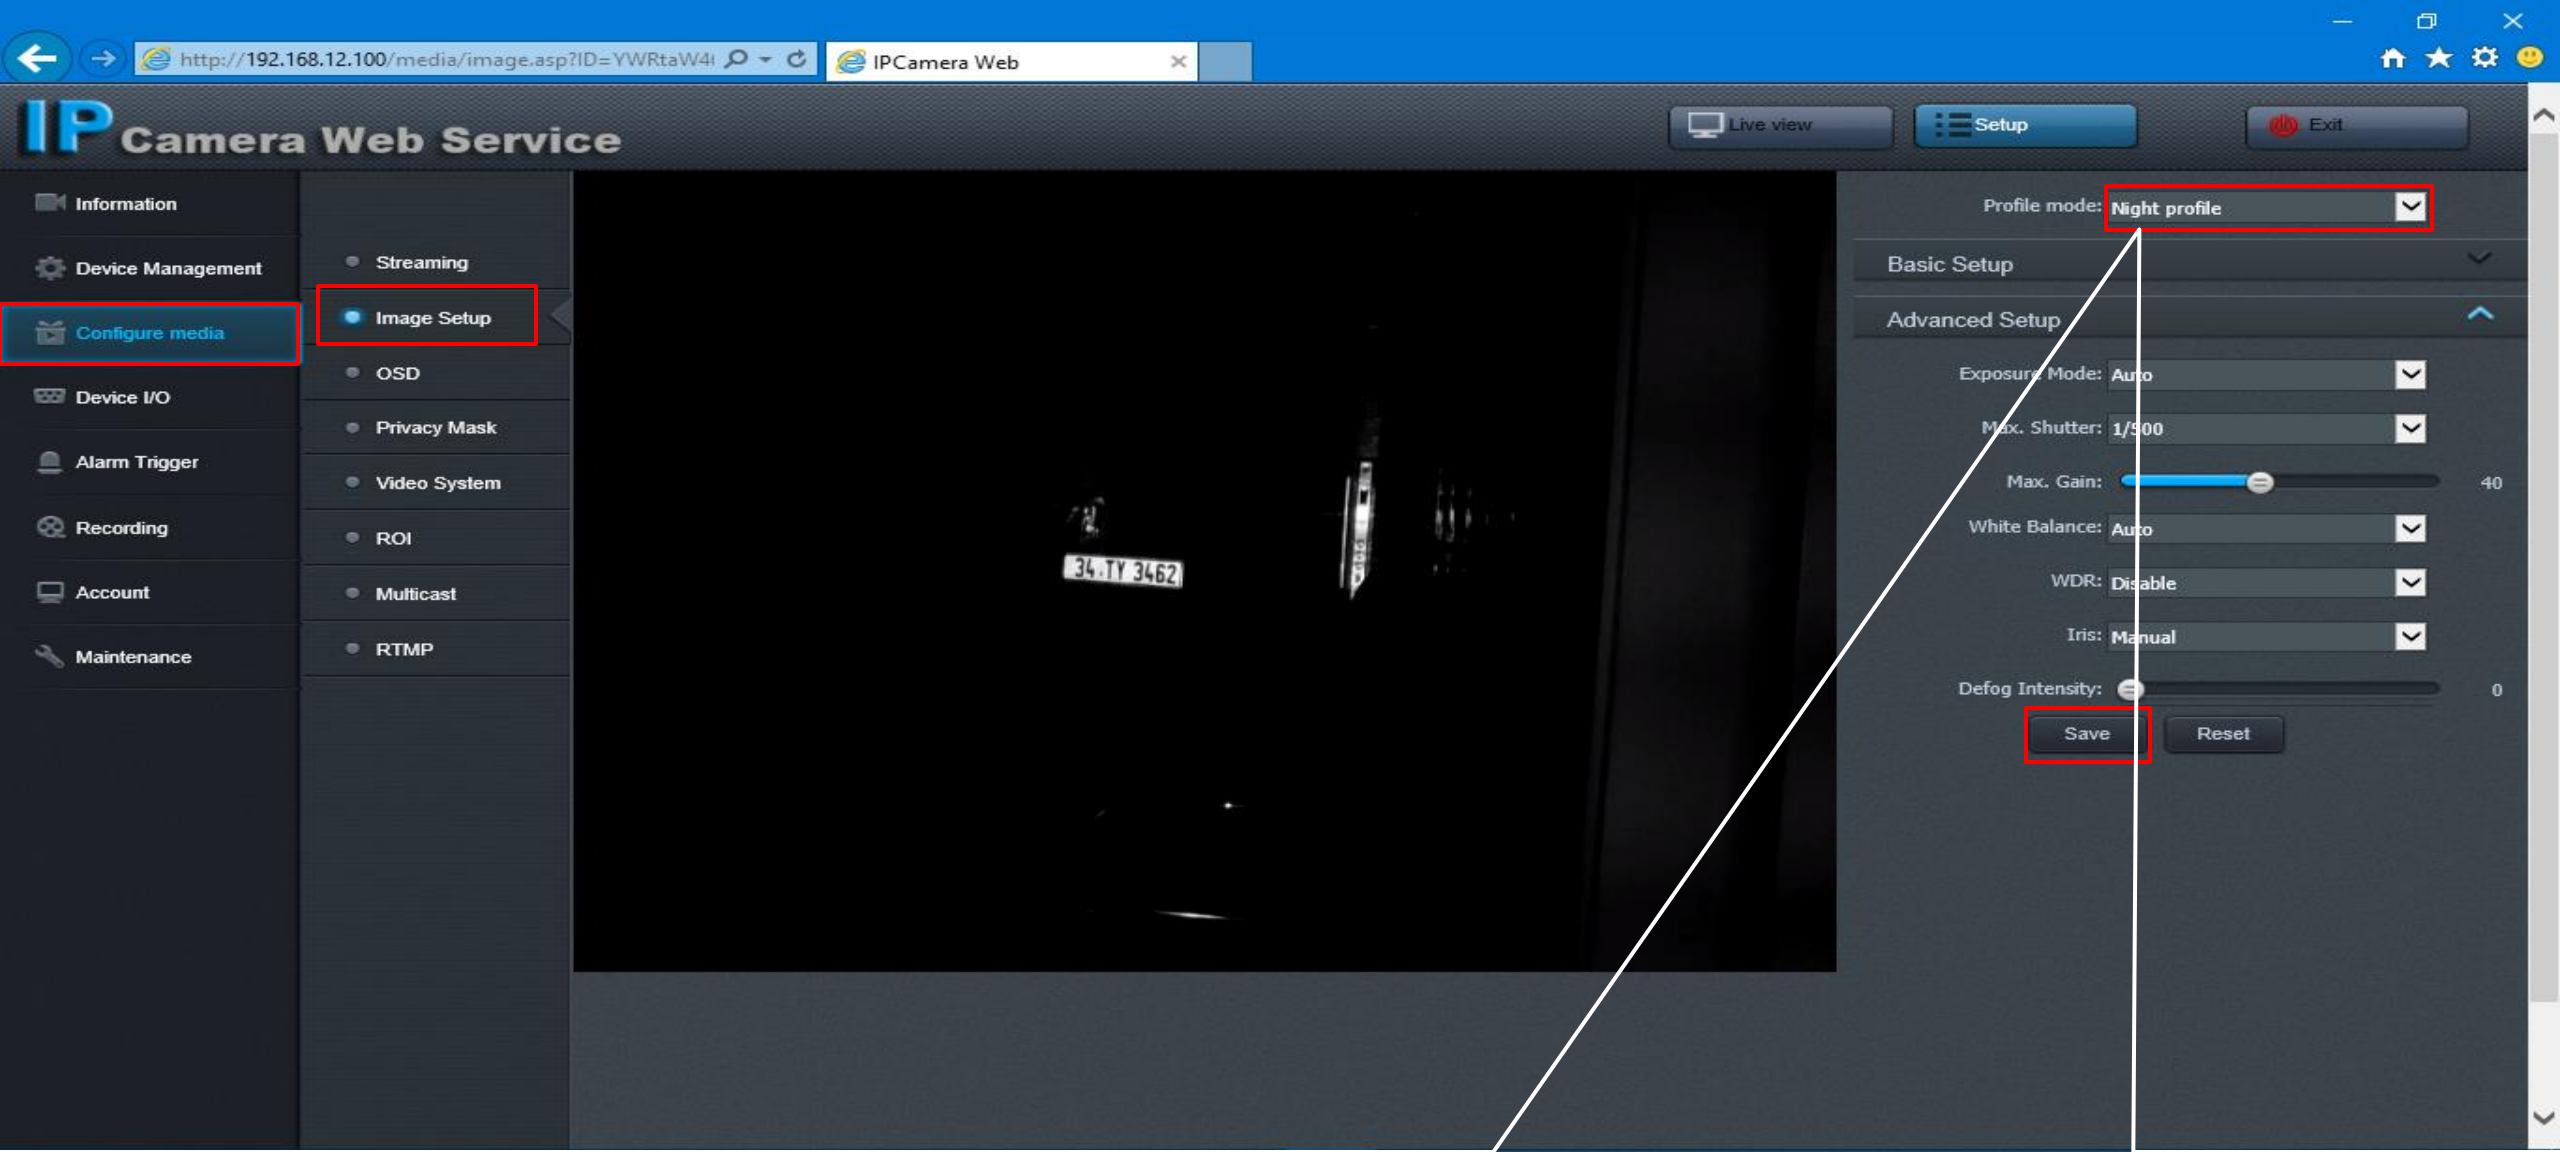 http://192.168.12.100/media/image.asp?ID=YWRtaW4
IPCamera Web
IP Camera Web Service
Live view
Setup
Exit
Information
Device Management
Configure media
Device I/O
Alarm Trigger
Recording
Account
Maintenance
Streaming
Image Setup
OSD
Privacy Mask
Video System
ROI
Multicast
RTMP
34 TY 3462
Profile mode: Night profile
Basic Setup
Advanced Setup
Exposure Mode: Auto
Max. Shutter: 1/500
Max. Gain: 40
White Balance: Auto
WDR: Disable
Iris: Manual
Defog Intensity: 0
Save Reset